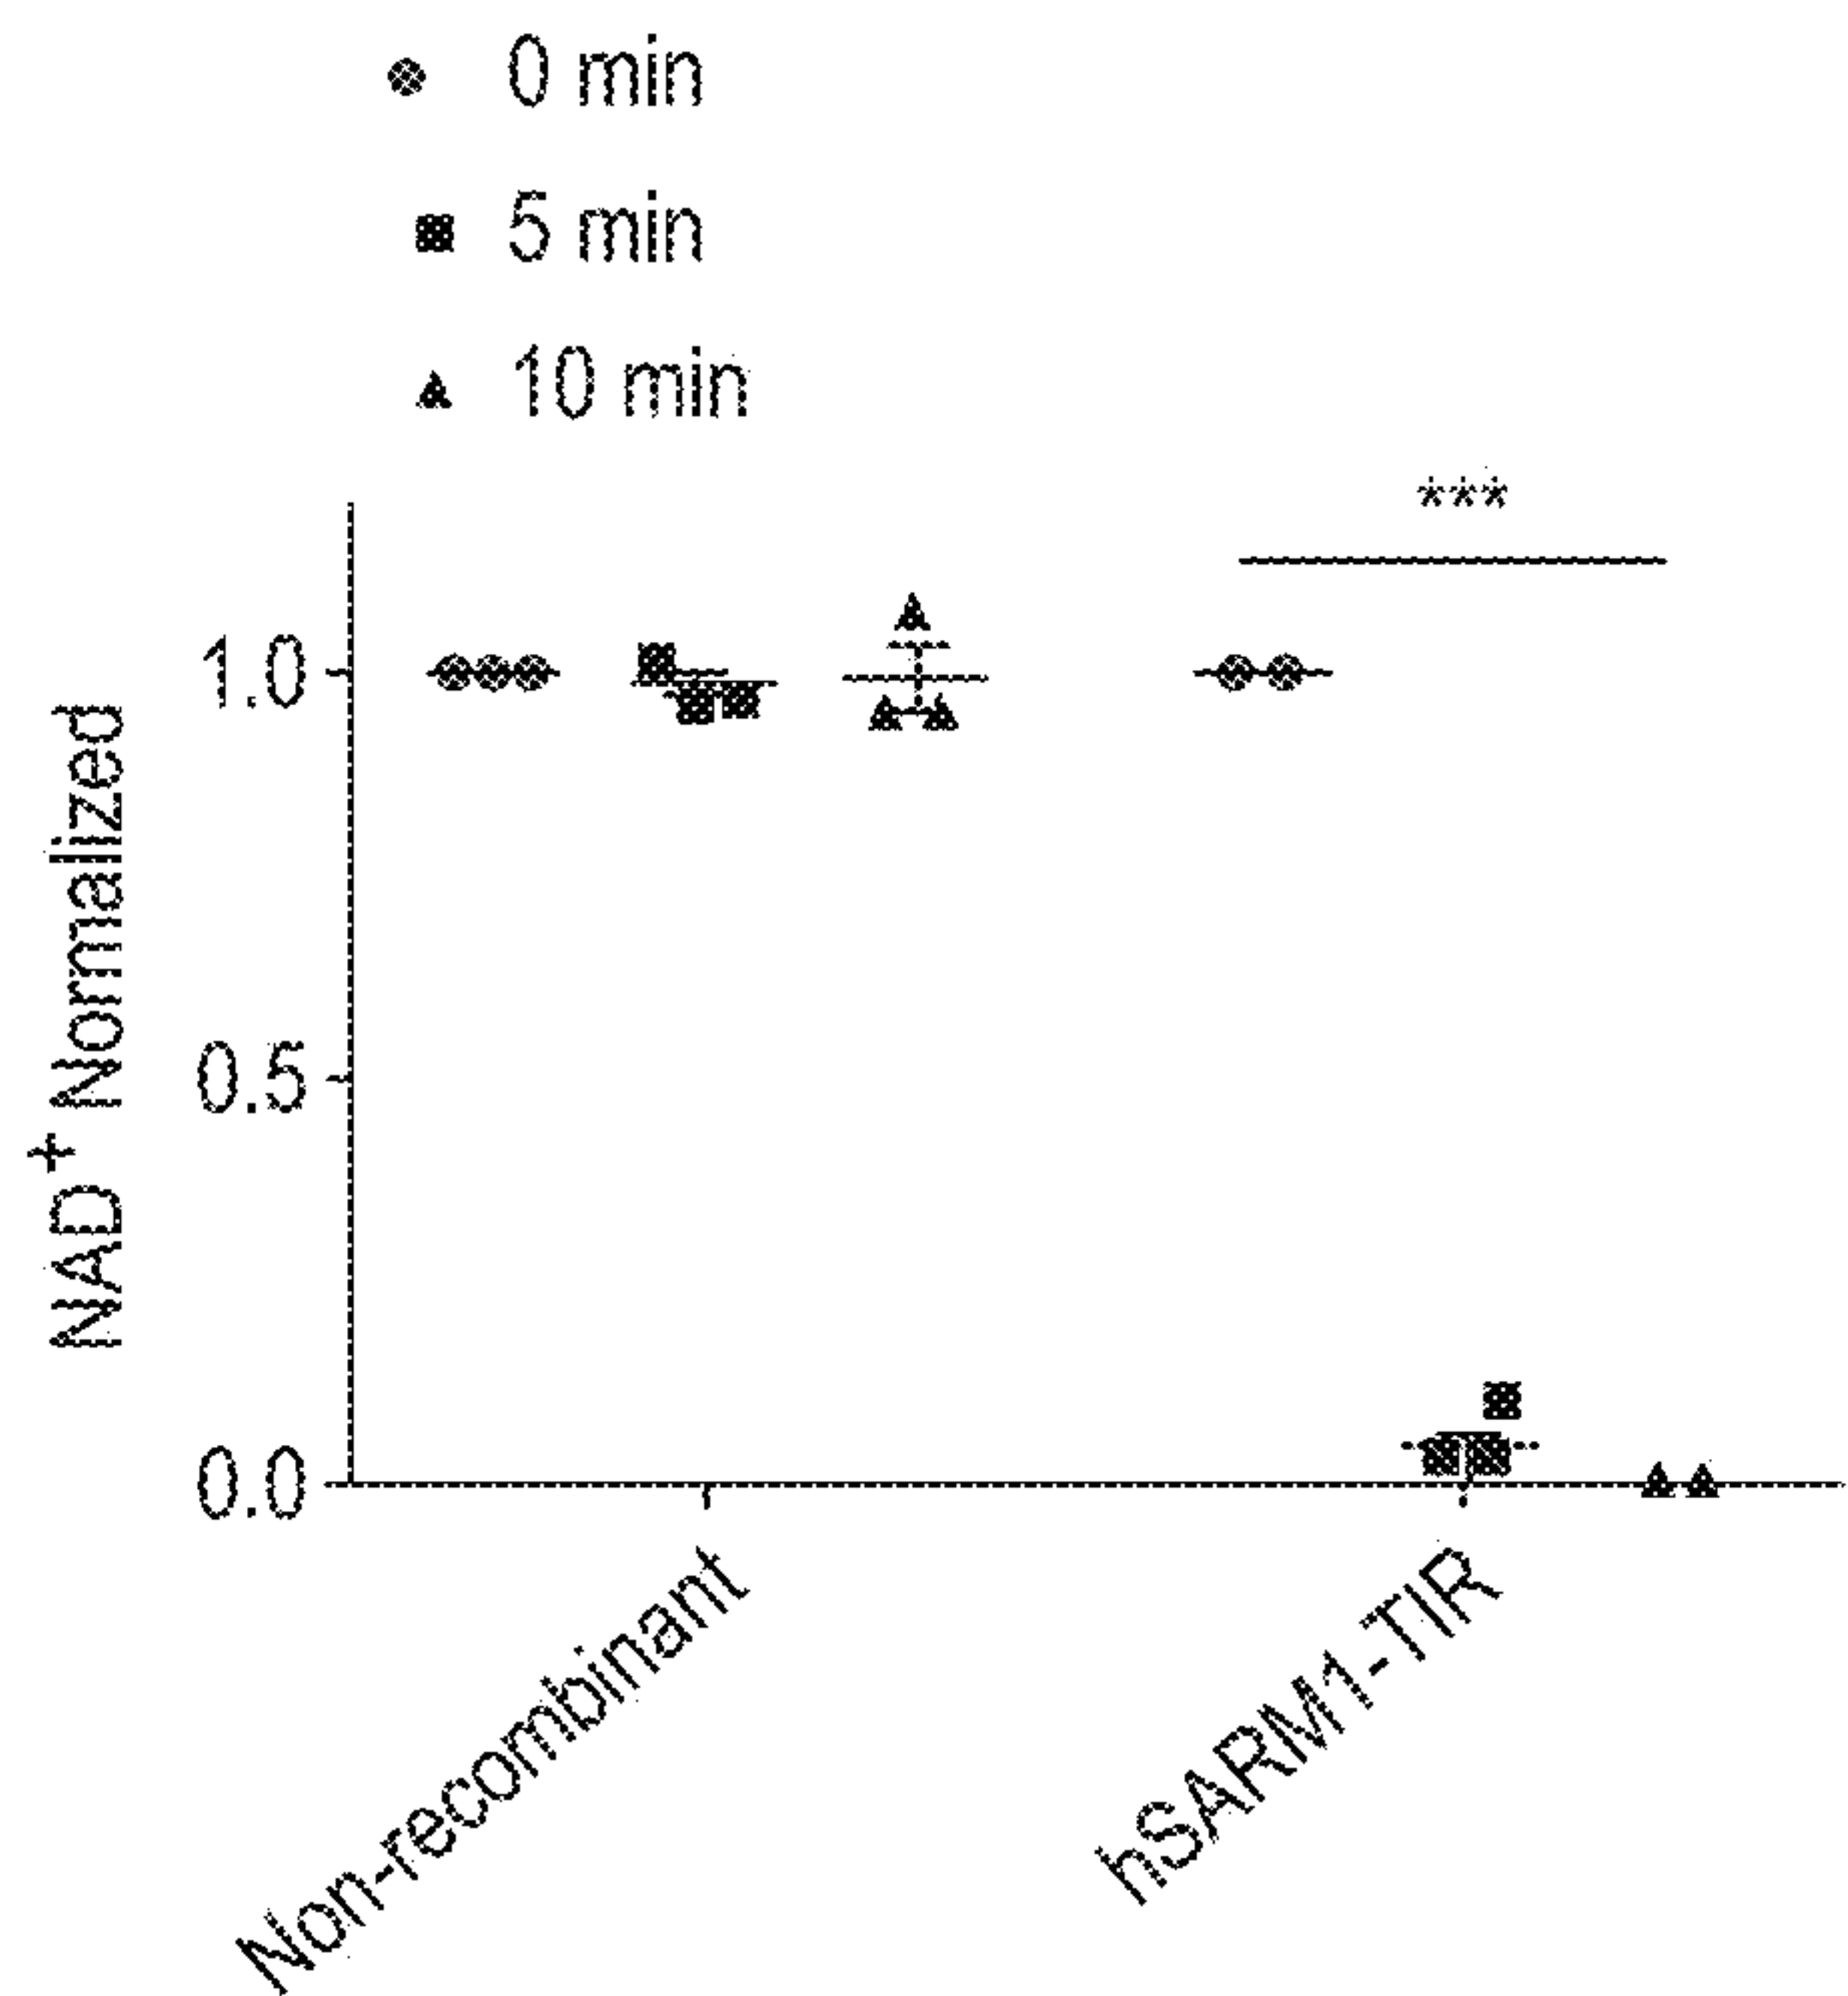 0 min
5 min
10 min
***
1.0
0.5
0.0
NAD⁺ Normalized
Non-recombinant
hSARM1-TIR